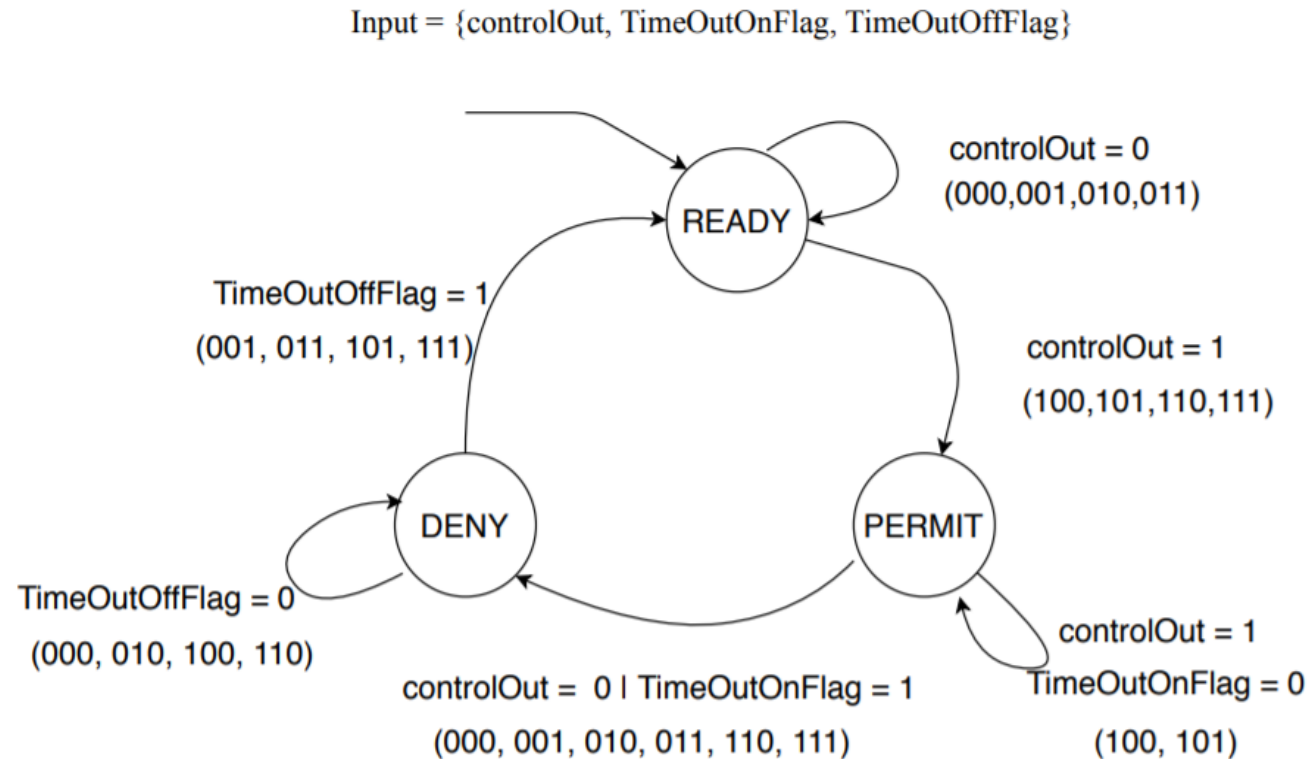 Input = {controlOut, TimeOutOnFlag, TimeOutOffFlag}
controlOut = 0
(000,001,010,011)
READY
TimeOutOffFlag = 1
(001, 011, 101, 111)
controlOut = 1
(100,101,110,111)
DENY
PERMIT
TimeOutOffFlag = 0
(000, 010, 100, 110)
controlOut = 0 | TimeOutOnFlag = 1
(000, 001, 010, 011, 110, 111)
controlOut = 1
TimeOutOnFlag = 0
(100, 101)